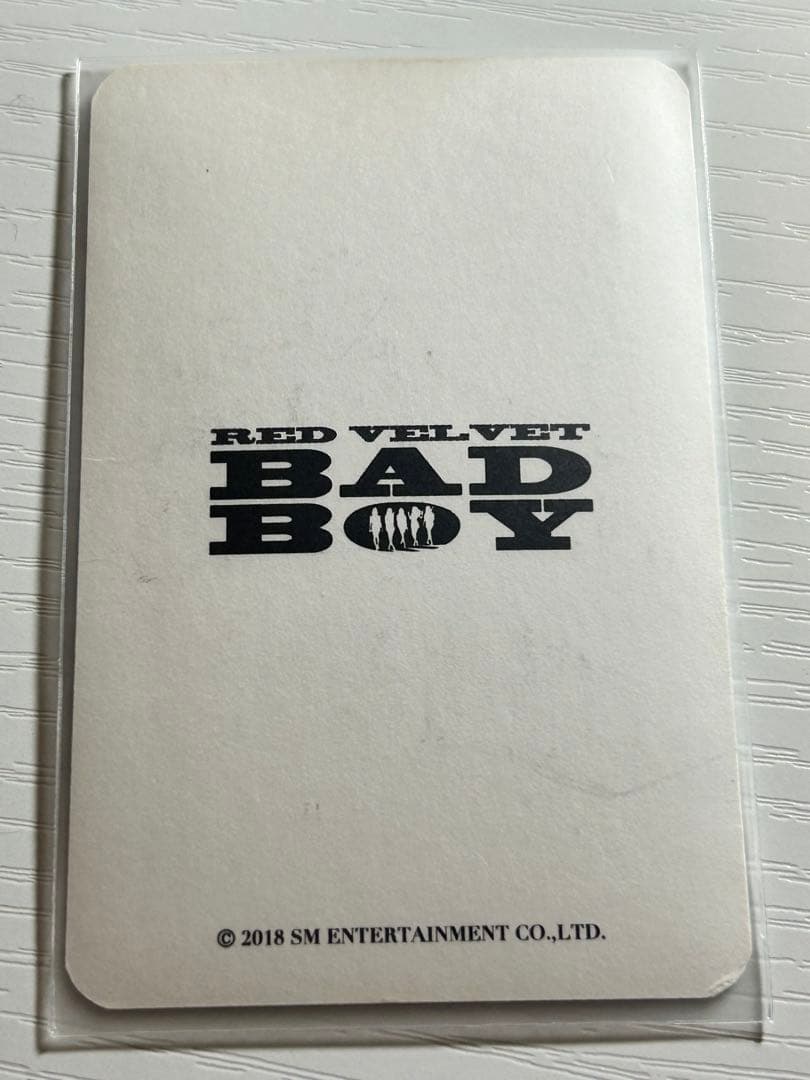 RED VELVET
BAD
BOY
© 2018 SM ENTERTAINMENT CO.,LTD.